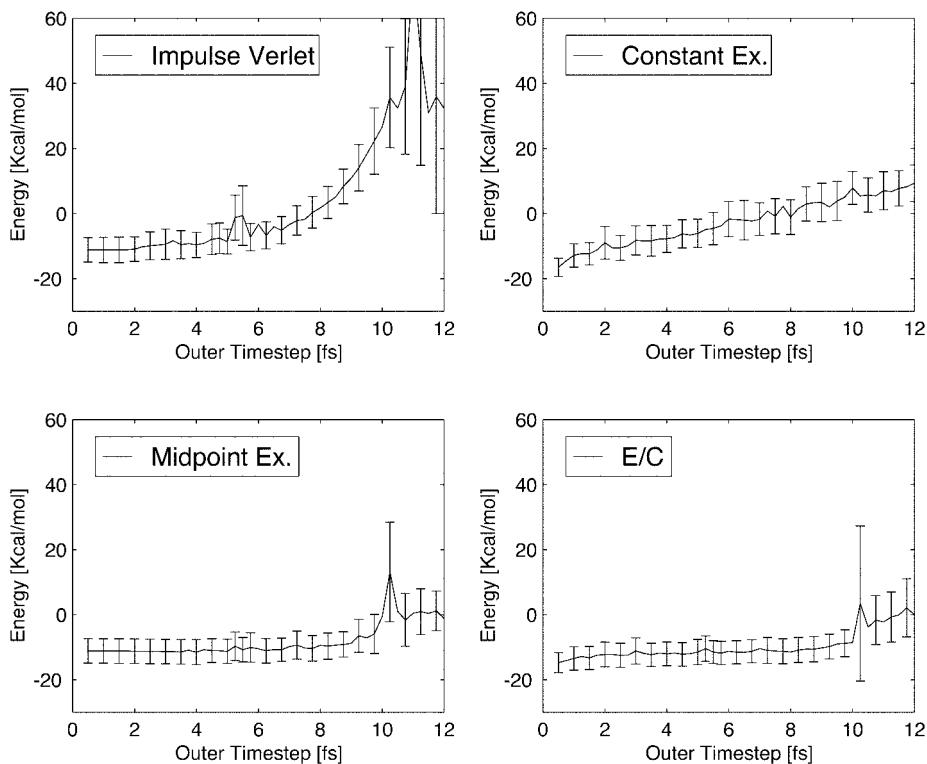 60
40
20
0
-20
Energy [Kcal/mol]
Impulse Verlet
0 2 4 6 8 10 12
Outer Timestep [fs]
60
40
20
0
-20
Energy [Kcal/mol]
Constant Ex.
0 2 4 6 8 10 12
Outer Timestep [fs]
60
40
20
0
-20
Energy [Kcal/mol]
Midpoint Ex.
0 2 4 6 8 10 12
Outer Timestep [fs]
60
40
20
0
-20
Energy [Kcal/mol]
E/C
0 2 4 6 8 10 12
Outer Timestep [fs]